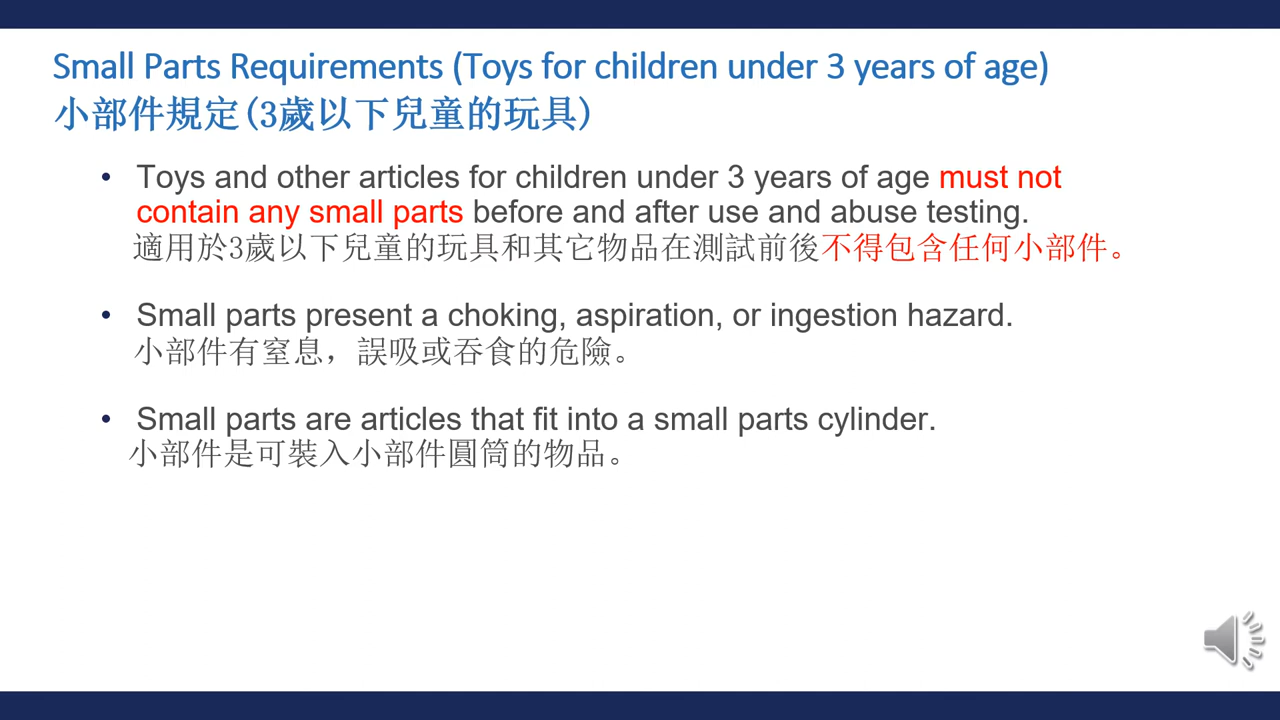 Small Parts Requirements (Toys for children under 3 years of age)
小部件規定(3歲以下兒童的玩具)
• Toys and other articles for children under 3 years of age must not
contain any small parts before and after use and abuse testing.
適用於3歲以下兒童的玩具和其它物品在測試前後不得包含任何小部件。
• Small parts present a choking, aspiration, or ingestion hazard.
小部件有窒息，誤吸或吞食的危險。
• Small parts are articles that fit into a small parts cylinder.
小部件是可裝入小部件圓筒的物品。